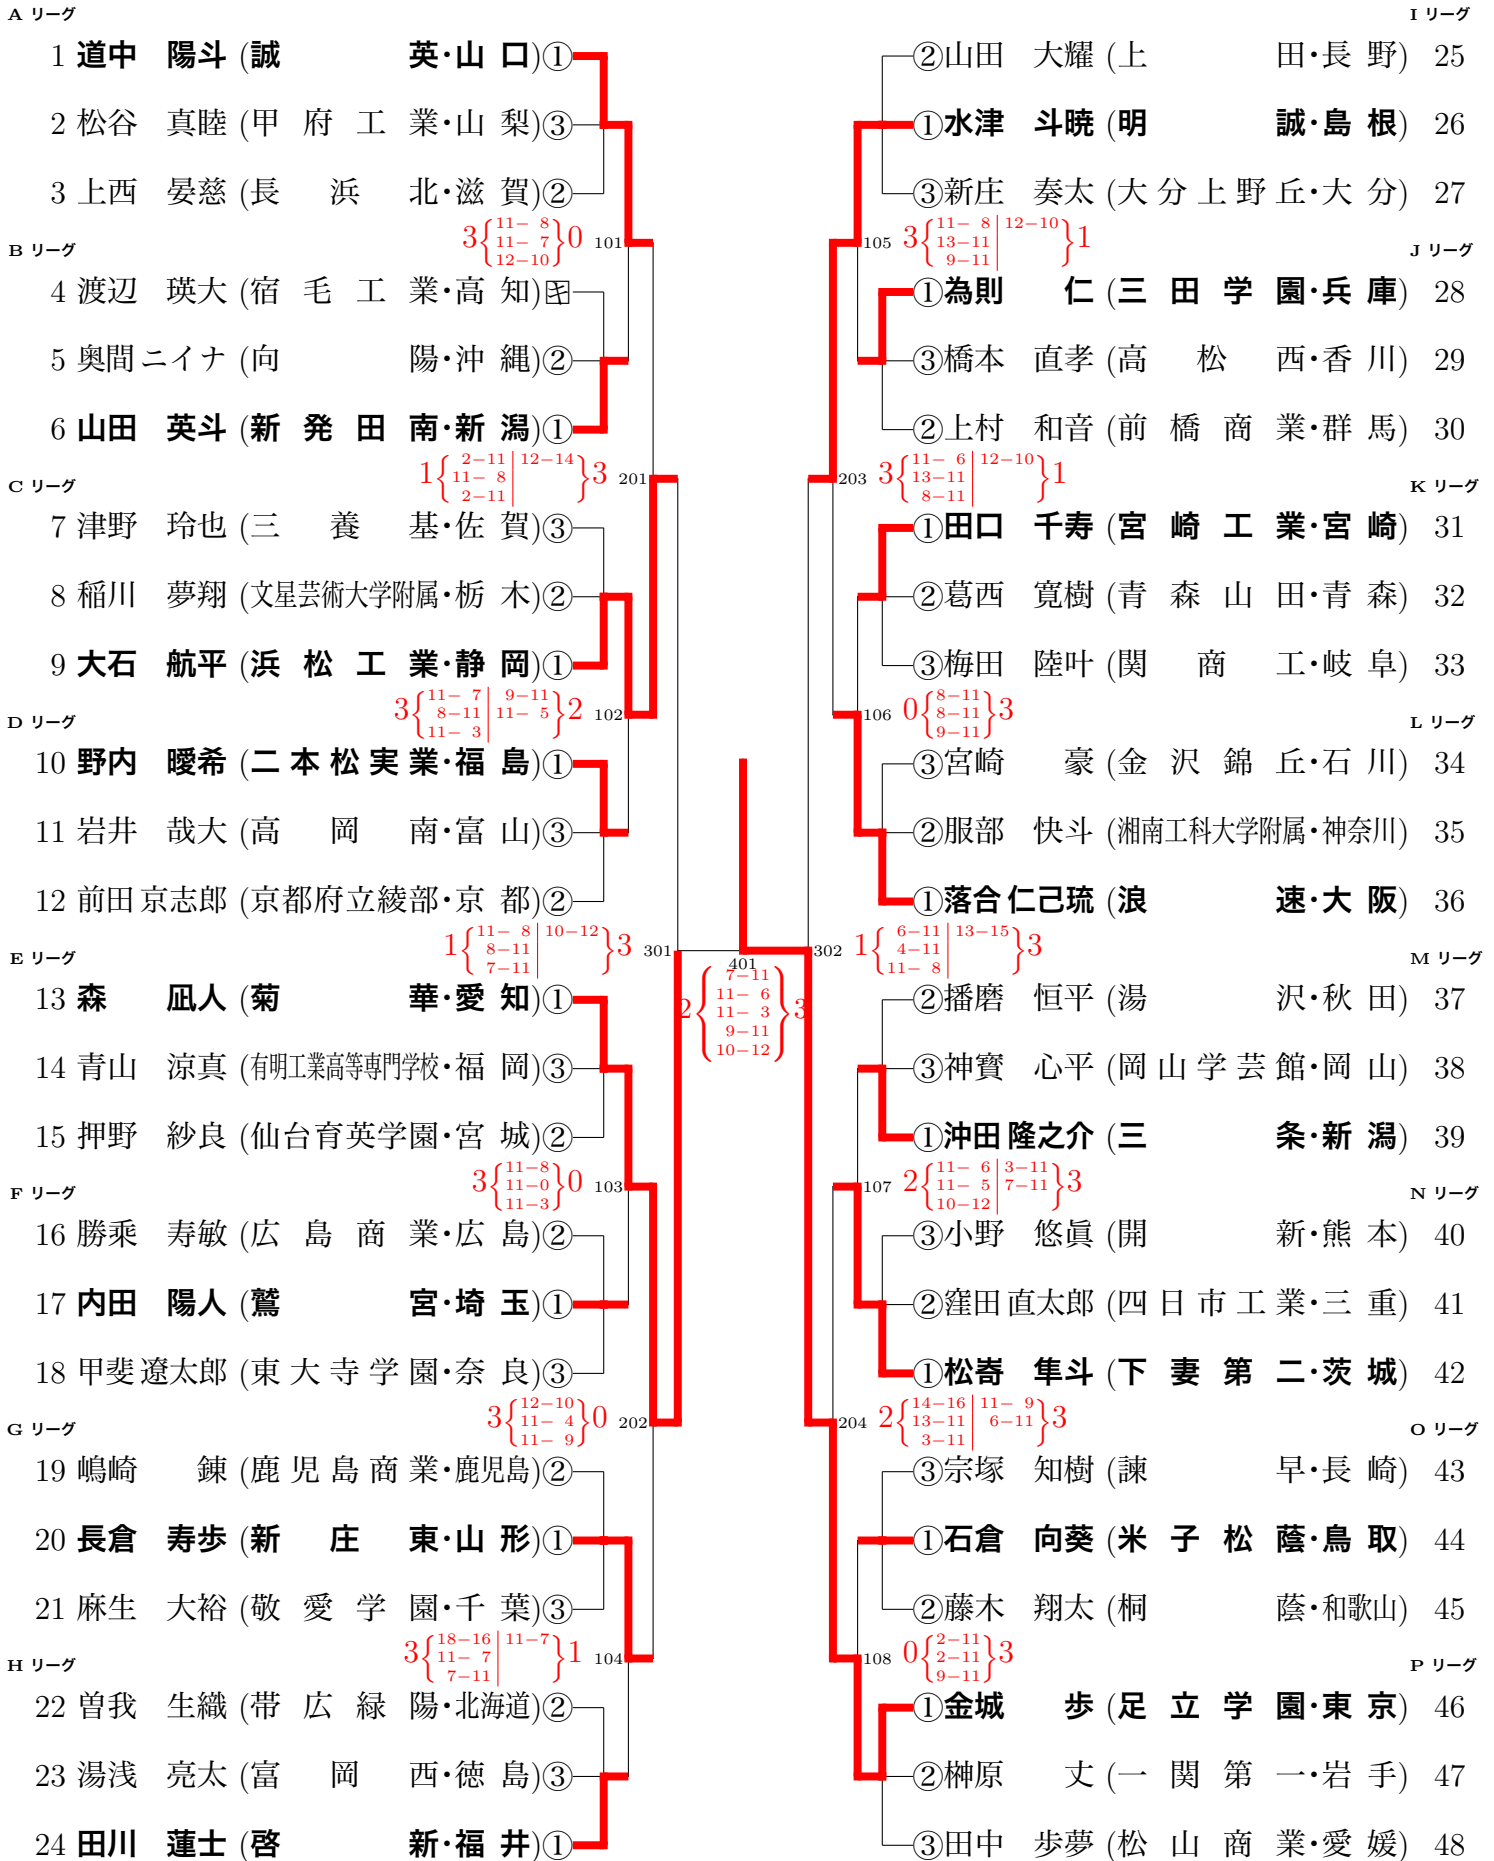 A リーグ
1 道中 陽斗 (誠 英・山 口)①
2 松谷 真睦 (甲 府 工 業・山 梨)③
3 上西 晏慈 (長 浜 北・滋 賀)②
3{11－8 11－7 12－10}0 101
B リーグ
4 渡辺 瑛大 (宿 毛 工 業・高 知)キ
5 奥間ニイナ (向 陽・沖 縄)②
6 山田 英斗 (新 発 田 南・新 潟)①
1{2－11 11－8 2－11 | 12－14}3 201
C リーグ
7 津野 玲也 (三 養 基・佐 賀)③
8 稲川 夢翔 (文星芸術大学附属・栃 木)②
9 大石 航平 (浜 松 工 業・静 岡)①
3{11－7 8－11 11－3 | 9－11 11－5}2 102
D リーグ
10 野内 曖希 (二 本 松 実 業・福 島)①
11 岩井 哉大 (高 岡 南・富 山)③
12 前田 京志郎 (京都府立綾部・京 都)②
1{11－8 8－11 7－11 | 10－12}3 301
E リーグ
13 森 凪人 (菊 華・愛 知)①
14 青山 涼真 (有明工業高等専門学校・福 岡)③
15 押野 紗良 (仙台育英学園・宮 城)②
3{11－8 11－0 11－3}0 103
F リーグ
16 勝乘 寿敏 (広 島 商 業・広 島)②
17 内田 陽人 (鷲 宮・埼 玉)①
18 甲斐 遼太郎 (東 大 寺 学 園・奈 良)③
3{12－10 11－4 11－9}0 202
G リーグ
19 嶋崎 錬 (鹿 児 島 商 業・鹿児島)②
20 長倉 寿歩 (新 庄 東・山 形)①
21 麻生 大裕 (敬 愛 学 園・千 葉)③
3{18－16 11－7 7－11 | 11－7}1 104
H リーグ
22 曽我 生織 (帯 広 緑 陽・北海道)②
23 湯浅 亮太 (富 岡 西・徳 島)③
24 田川 蓮士 (啓 新・福 井)①
401
2{7－11 11－6 11－3 9－11 10－12}3
I リーグ
②山田 大耀 (上 田・長 野) 25
①水津 斗暁 (明 誠・島 根) 26
③新庄 奏太 (大 分 上 野 丘・大 分) 27
105 3{11－8 13－11 9－11 | 12－10}1
J リーグ
①為則 仁 (三 田 学 園・兵 庫) 28
③橋本 直孝 (高 松 西・香 川) 29
②上村 和音 (前 橋 商 業・群 馬) 30
203 3{11－6 13－11 8－11 | 12－10}1
K リーグ
①田口 千寿 (宮 崎 工 業・宮 崎) 31
②葛西 寛樹 (青 森 山 田・青 森) 32
③梅田 陸叶 (関 商 工・岐 阜) 33
106 0{8－11 8－11 9－11}3
L リーグ
③宮崎 豪 (金 沢 錦 丘・石 川) 34
②服部 快斗 (湘南工科大学附属・神奈川) 35
①落合 仁己琉 (浪 速・大 阪) 36
302 1{6－11 4－11 11－8 | 13－15}3
M リーグ
②播磨 恒平 (湯 沢・秋 田) 37
③神寳 心平 (岡 山 学 芸 館・岡 山) 38
①沖田 隆之介 (三 条・新 潟) 39
107 2{11－6 11－5 10－12 | 3－11 7－11}3
N リーグ
③小野 悠眞 (開 新・熊 本) 40
②窪田 直太郎 (四 日 市 工 業・三 重) 41
①松嵜 隼斗 (下 妻 第 二・茨 城) 42
204 2{14－16 13－11 3－11 | 11－9 6－11}3
O リーグ
③宗塚 知樹 (諫 早・長 崎) 43
①石倉 向葵 (米 子 松 蔭・鳥 取) 44
②藤木 翔太 (桐 蔭・和歌山) 45
108 0{2－11 2－11 9－11}3
P リーグ
①金城 歩 (足 立 学 園・東 京) 46
②榊原 丈 (一 関 第 一・岩 手) 47
③田中 歩夢 (松 山 商 業・愛 媛) 48